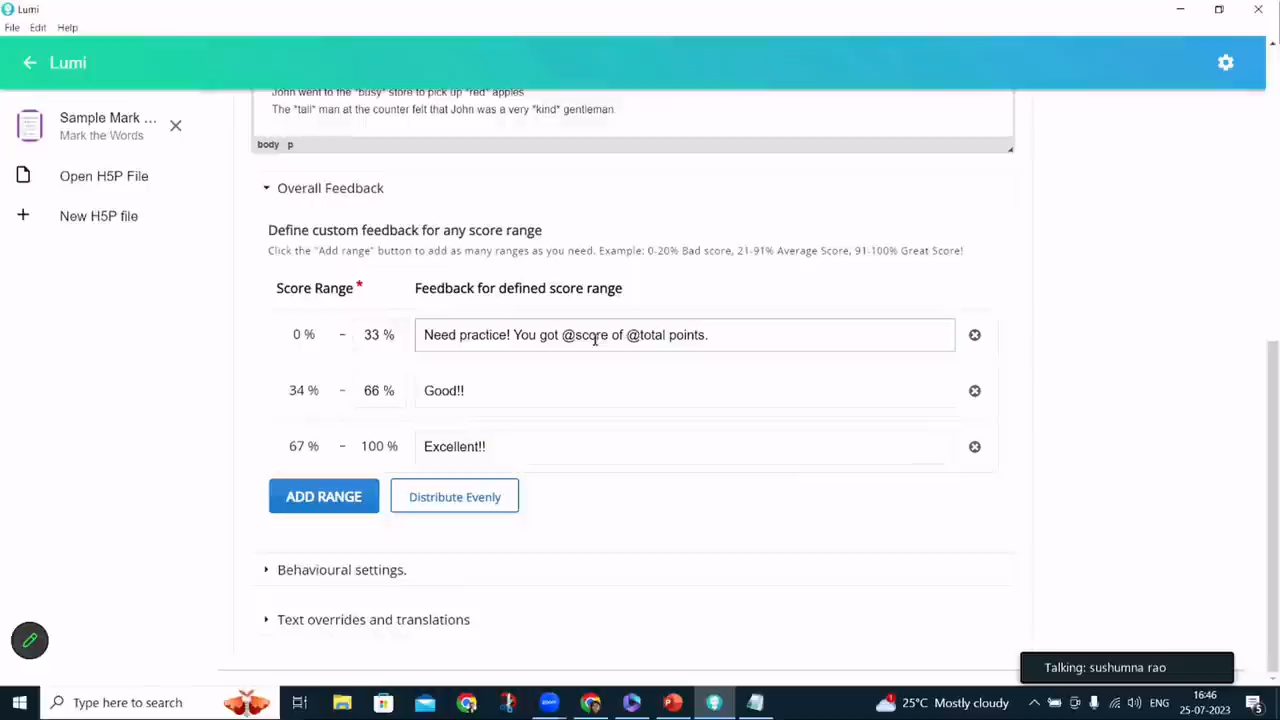 Lumi
File Edit Help
Lumi
Sample Mark ...
Mark the Words
Open H5P File
New H5P file
John went to the "busy" store to pick up "red" apples
The "tall" man at the counter felt that John was a very "kind" gentleman
body p
Overall Feedback
Define custom feedback for any score range
Click the "Add range" button to add as many ranges as you need. Example: 0-20% Bad score, 21-91% Average Score, 91-100% Great Score!
Score Range * Feedback for defined score range
0 % – 33 % Need practice! You got @score of @total points.
34 % – 66 % Good!!
67 % – 100 % Excellent!!
ADD RANGE Distribute Evenly
Behavioural settings.
Text overrides and translations
Talking: sushumna rao
Type here to search
zoom
25°C Mostly cloudy
ENG
16:46
25-07-2023
5